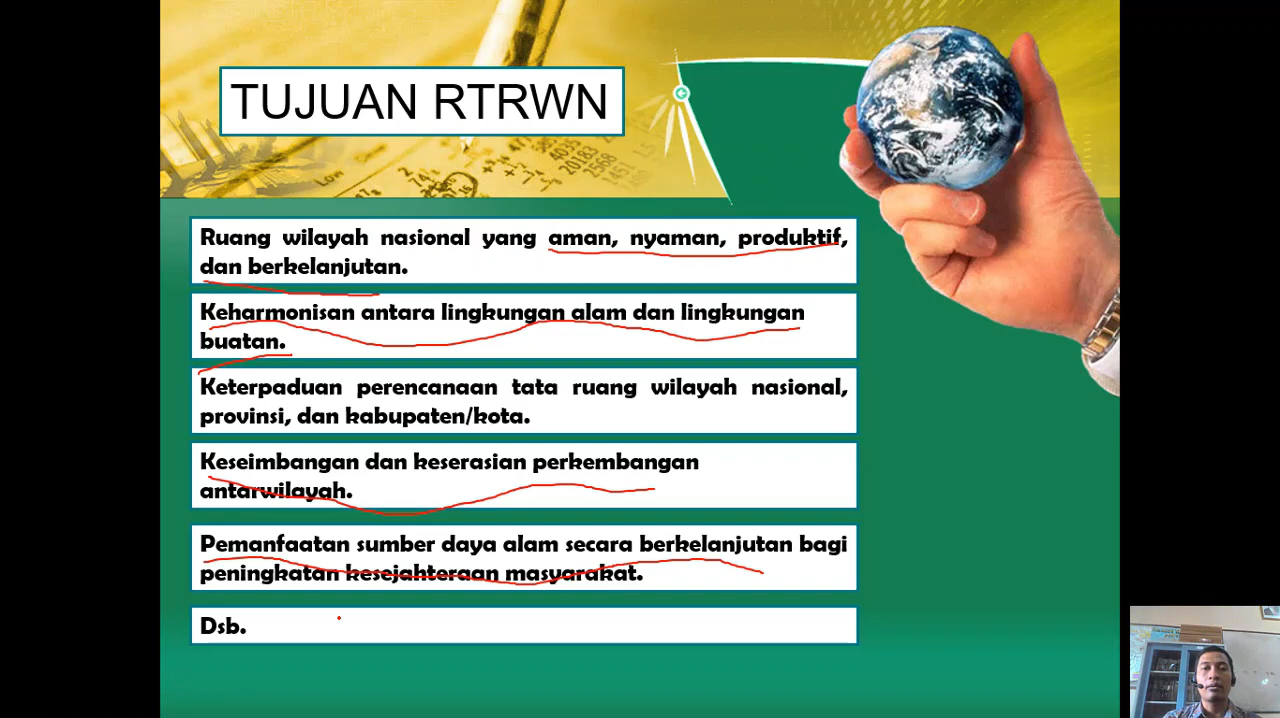 TUJUAN RTRWN
Ruang wilayah nasional yang aman, nyaman, produktif,
dan berkelanjutan.
Keharmonisan antara lingkungan alam dan lingkungan
buatan.
Keterpaduan perencanaan tata ruang wilayah nasional,
provinsi, dan kabupaten/kota.
Keseimbangan dan keserasian perkembangan
antarwilayah.
Pemanfaatan sumber daya alam secara berkelanjutan bagi
peningkatan kesejahteraan masyarakat.
Dsb.